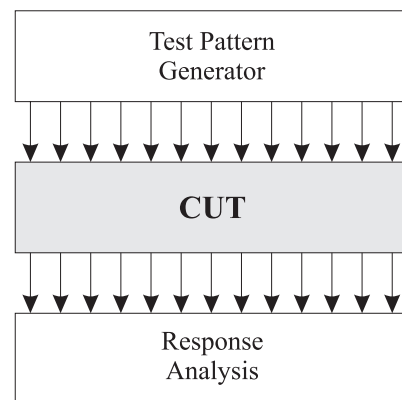 Test Pattern
Generator
CUT
Response
Analysis